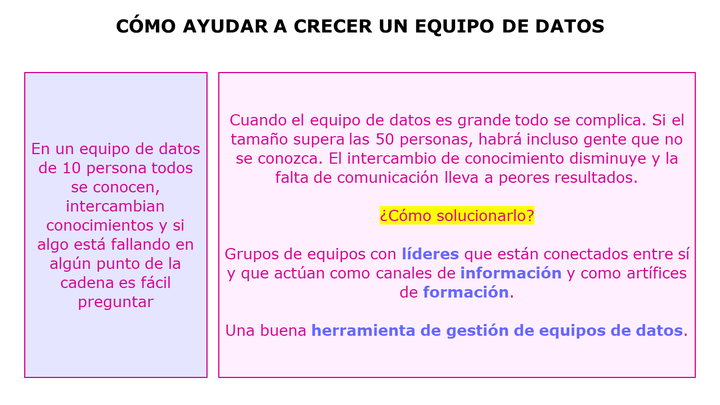 CÓMO AYUDAR A CRECER UN EQUIPO DE DATOS
En un equipo de datos
de 10 persona todos
se conocen,
intercambian
conocimientos y si
algo está fallando en
algún punto de la
cadena es fácil
preguntar
Cuando el equipo de datos es grande todo se complica. Si el
tamaño supera las 50 personas, habrá incluso gente que no
se conozca. El intercambio de conocimiento disminuye y la
falta de comunicación lleva a peores resultados.
¿Cómo solucionarlo?
Grupos de equipos con líderes que están conectados entre sí
y que actúan como canales de información y como artífices
de formación.
Una buena herramienta de gestión de equipos de datos.